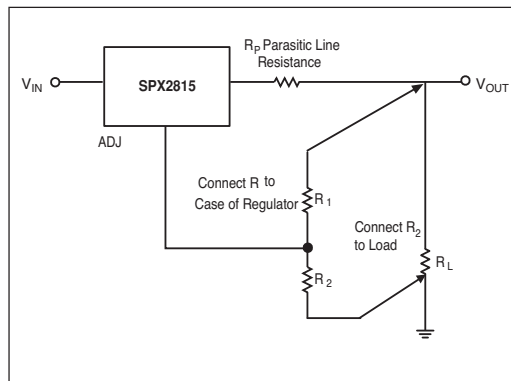 R_P Parasitic Line
Resistance
V_IN
SPX2815
V_OUT
ADJ
Connect R to
Case of Regulator
R_1
Connect R_2
to Load
R_2
R_L